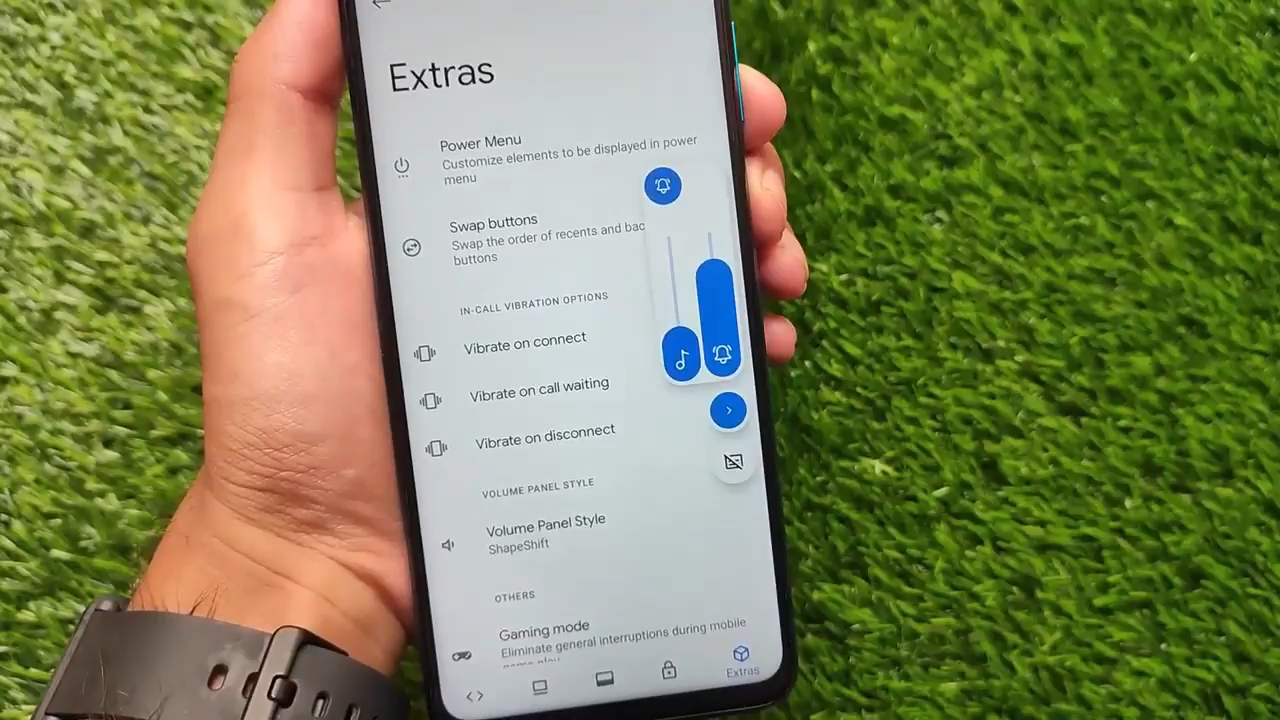 Extras
Power Menu
Customize elements to be displayed in power
menu
Swap buttons
Swap the order of recents and bac
buttons
IN-CALL VIBRATION OPTIONS
Vibrate on connect
Vibrate on call waiting
Vibrate on disconnect
VOLUME PANEL STYLE
Volume Panel Style
ShapeShift
OTHERS
Gaming mode
Eliminate general interruptions during mobile
Extras